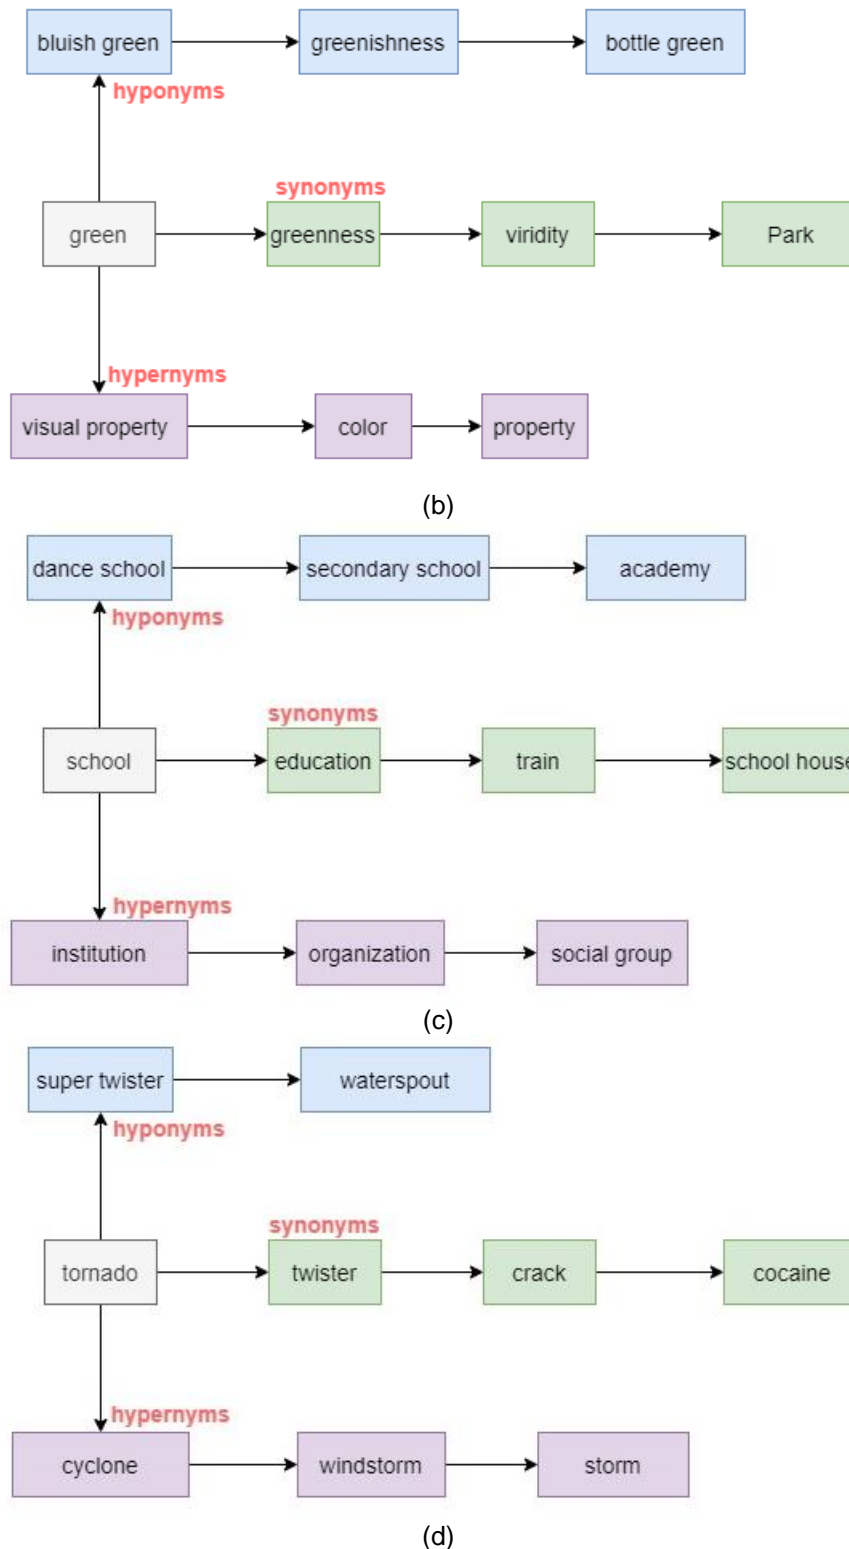 bluish green greenishness bottle green
hyponyms
synonyms
green greenness viridity Park
hypernyms
visual property color property
(b)
dance school secondary school academy
hyponyms
synonyms
school education train school house
hypernyms
institution organization social group
(c)
super twister waterspout
hyponyms
synonyms
tornado twister crack cocaine
hypernyms
cyclone windstorm storm
(d)